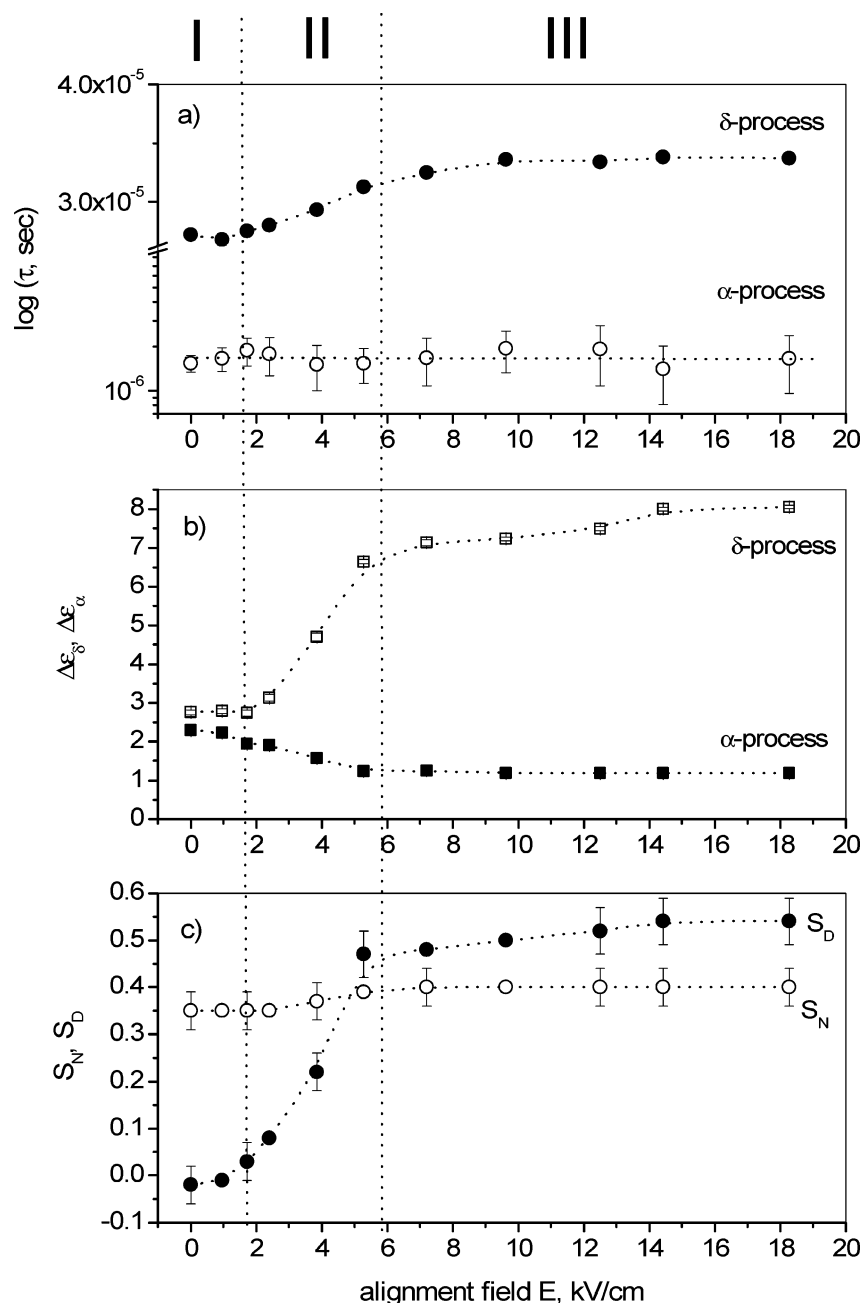 I II III
a)
4.0x10⁻⁵
δ-process
3.0x10⁻⁵
log (τ, sec)
α-process
10⁻⁶
0 2 4 6 8 10 12 14 16 18 20
b)
8
7
δ-process
6
5
Δε_δ, Δε_α
4
3
2
α-process
1
0
0 2 4 6 8 10 12 14 16 18 20
0.6
c)
S_D
0.5
0.4
S_N
0.3
S_N, S_D
0.2
0.1
0.0
-0.1
0 2 4 6 8 10 12 14 16 18 20
alignment field E, kV/cm